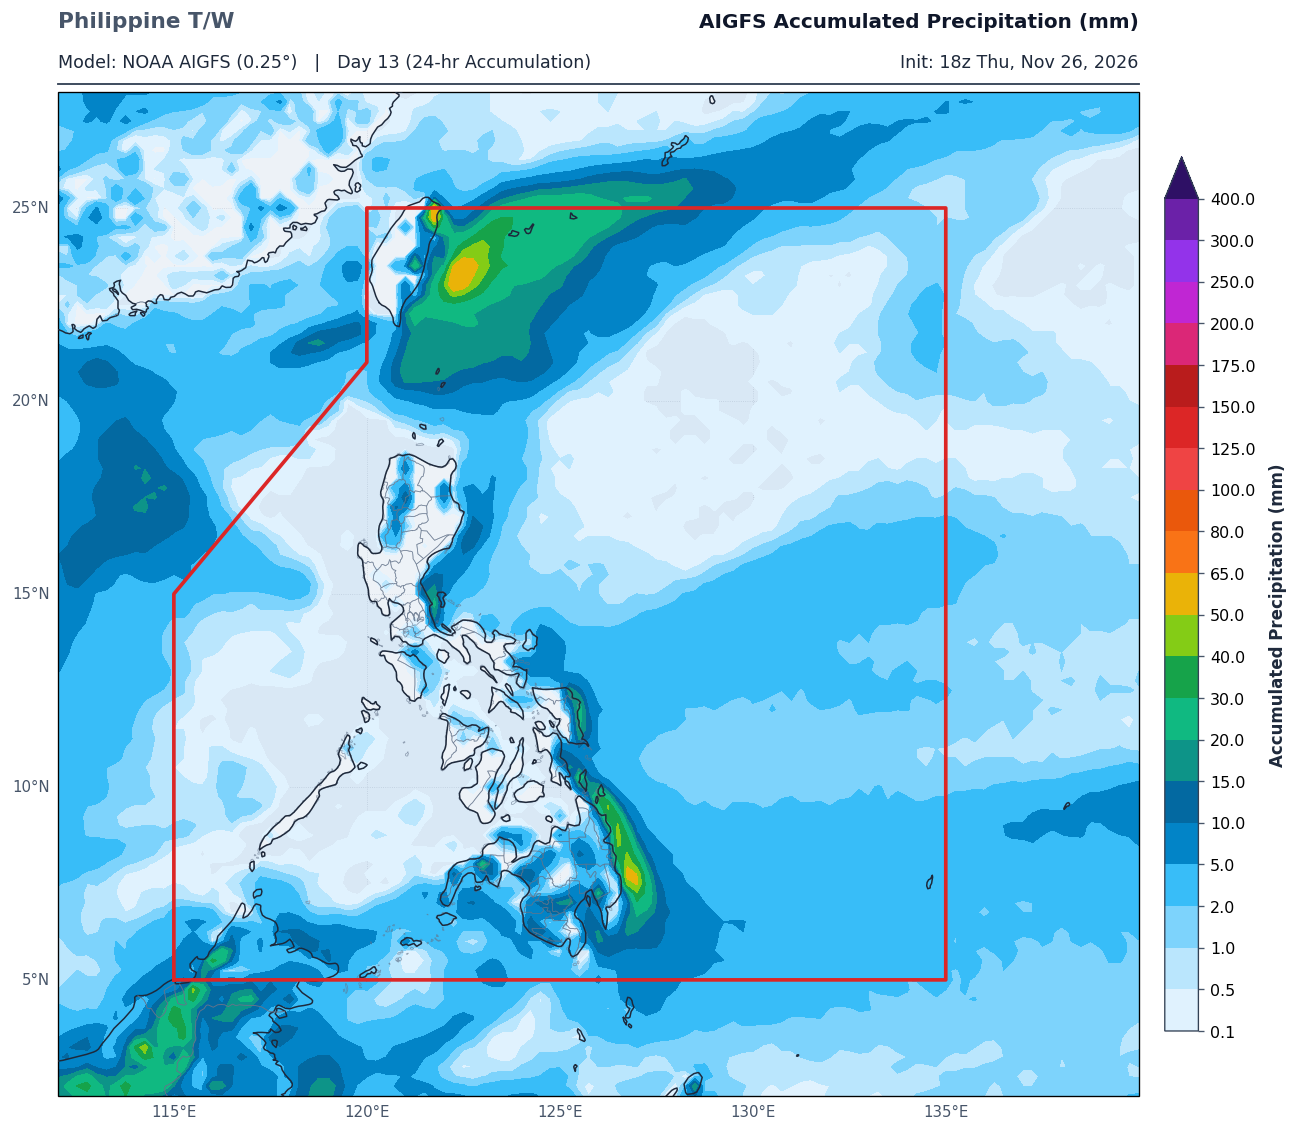 Philippine T/W
AIGFS Accumulated Precipitation (mm)
Model: NOAA AIGFS (0.25°) | Day 13 (24-hr Accumulation)
Init: 18z Thu, Nov 26, 2026
25°N
20°N
15°N
10°N
5°N
115°E
120°E
125°E
130°E
135°E
400.0
300.0
250.0
200.0
175.0
150.0
125.0
100.0
80.0
65.0
50.0
40.0
30.0
20.0
15.0
10.0
5.0
2.0
1.0
0.5
0.1
Accumulated Precipitation (mm)